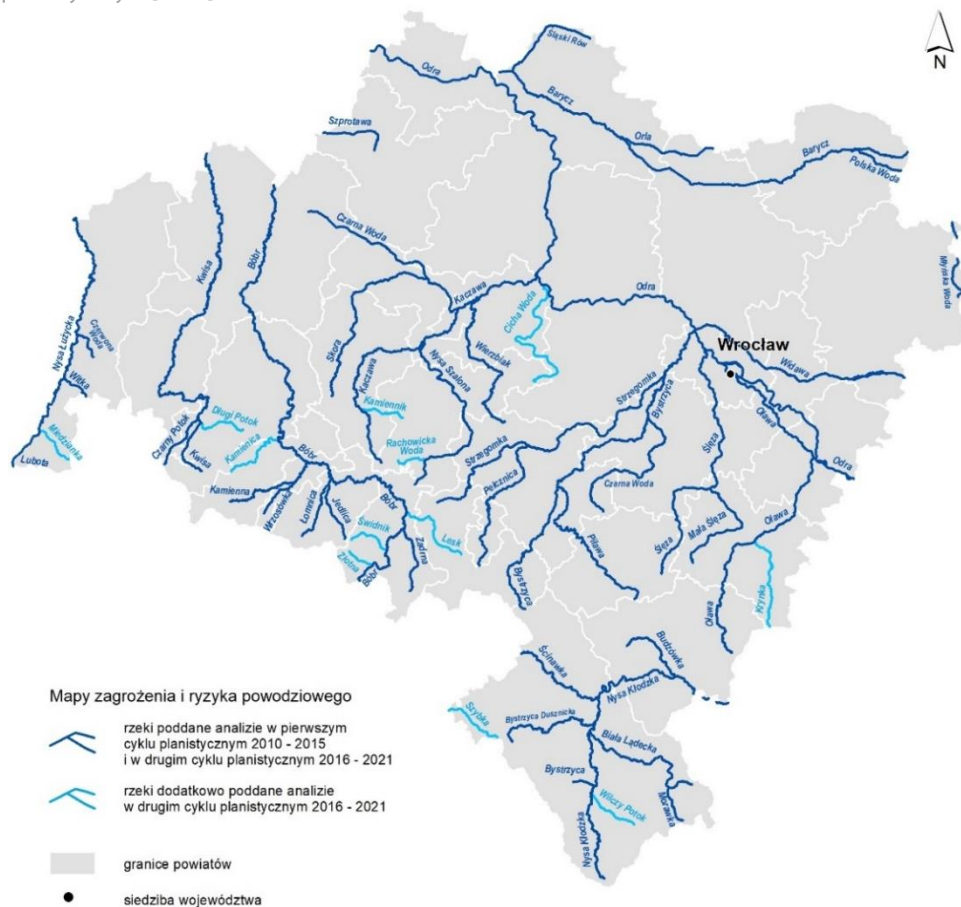 N
Śląski Rów
Odra
Barycz
Szprotawa
Orla
Barycz
Polska Woda
Czarna Woda
Kwisa
Bóbr
Młyńska Woda
Kaczawa
Cicha Woda
Odra
Nysa Łużycka
Czerwona
Woda
Skora
Wierzbiak
Nysa Szalona
Kaczawa
Wrocław
Widawa
Witka
Strzegomka
Bystrzyca
Oława
Kamiennik
Długi Potok
Czarny Potok
Miedzianka
Kamienica
Rachowicka
Woda
Strzegomka
Ślęza
Odra
Lubota
Kwisa
Bóbr
Pełcznica
Kamienna
Wrzosówka
Łomnica
Jedlica
Bóbr
Czarna Woda
Oława
Świdnik
Lesk
Zadrna
Złotna
Bóbr
Piława
Ślęza
Mała Ślęza
Bystrzyca
Oława
Krynka
Ścinawka
Budzówka
Nysa Kłodzka
Szybka
Bystrzyca Dusznicka
Biała Lądecka
Bystrzyca
Wilczy Potok
Morawka
Nysa Kłodzka
Mapy zagrożenia i ryzyka powodziowego
rzeki poddane analizie w pierwszym
cyklu planistycznym 2010 - 2015
i w drugim cyklu planistycznym 2016 - 2021
rzeki dodatkowo poddane analizie
w drugim cyklu planistycznym 2016 - 2021
granice powiatów
siedziba województwa